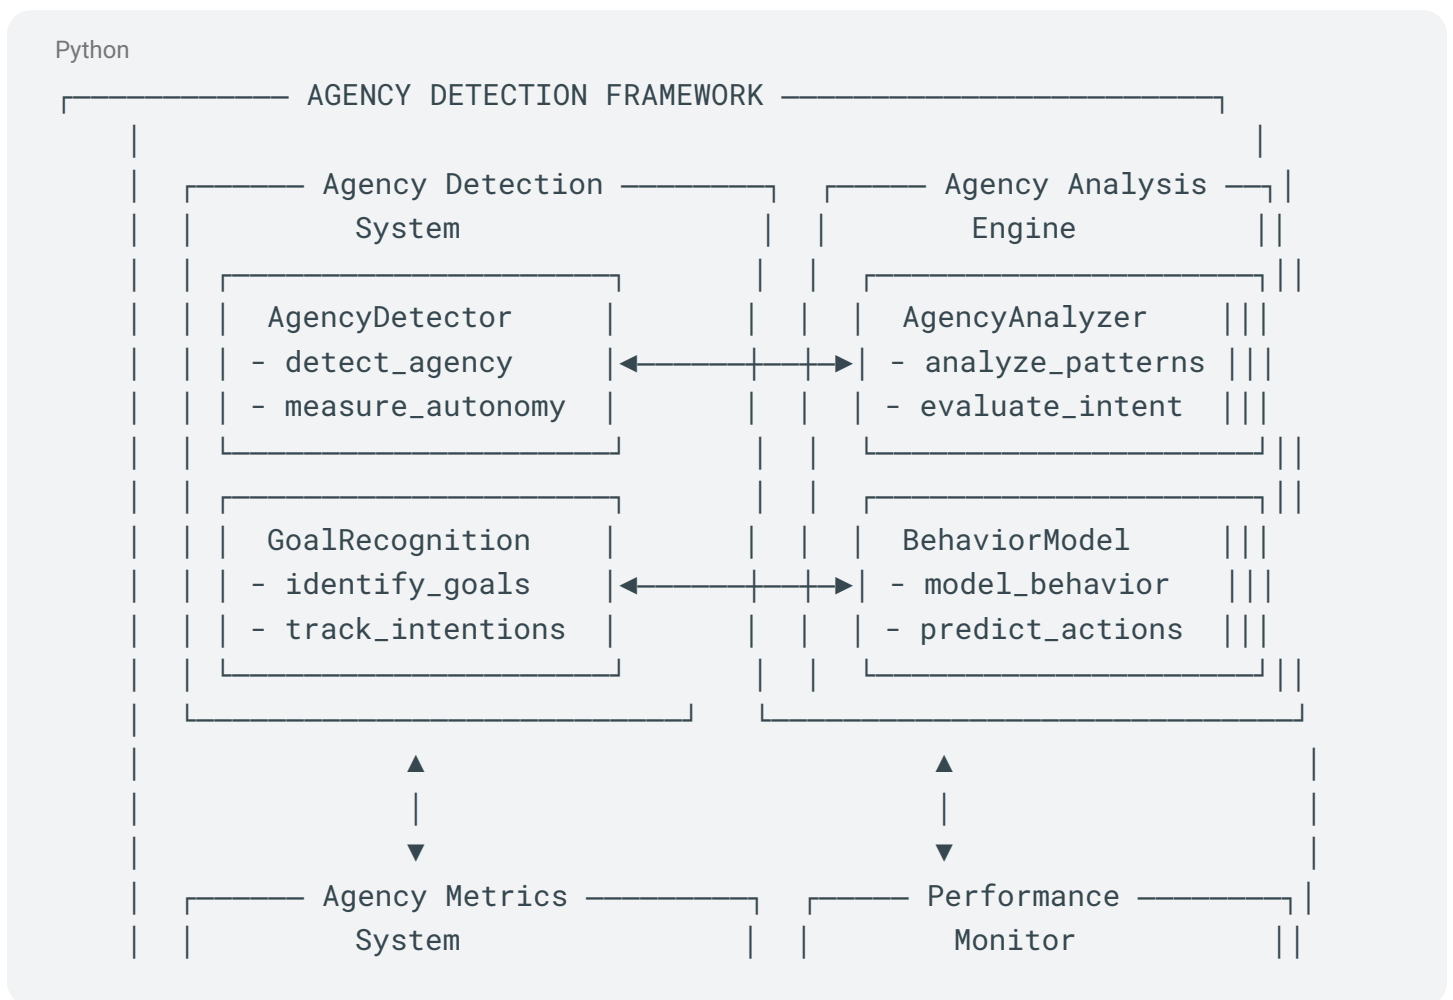 Python
AGENCY DETECTION FRAMEWORK
Agency Detection Agency Analysis
System Engine
AgencyDetector AgencyAnalyzer
- detect_agency - analyze_patterns
- measure_autonomy - evaluate_intent
GoalRecognition BehaviorModel
- identify_goals - model_behavior
- track_intentions - predict_actions
Agency Metrics Performance
System Monitor